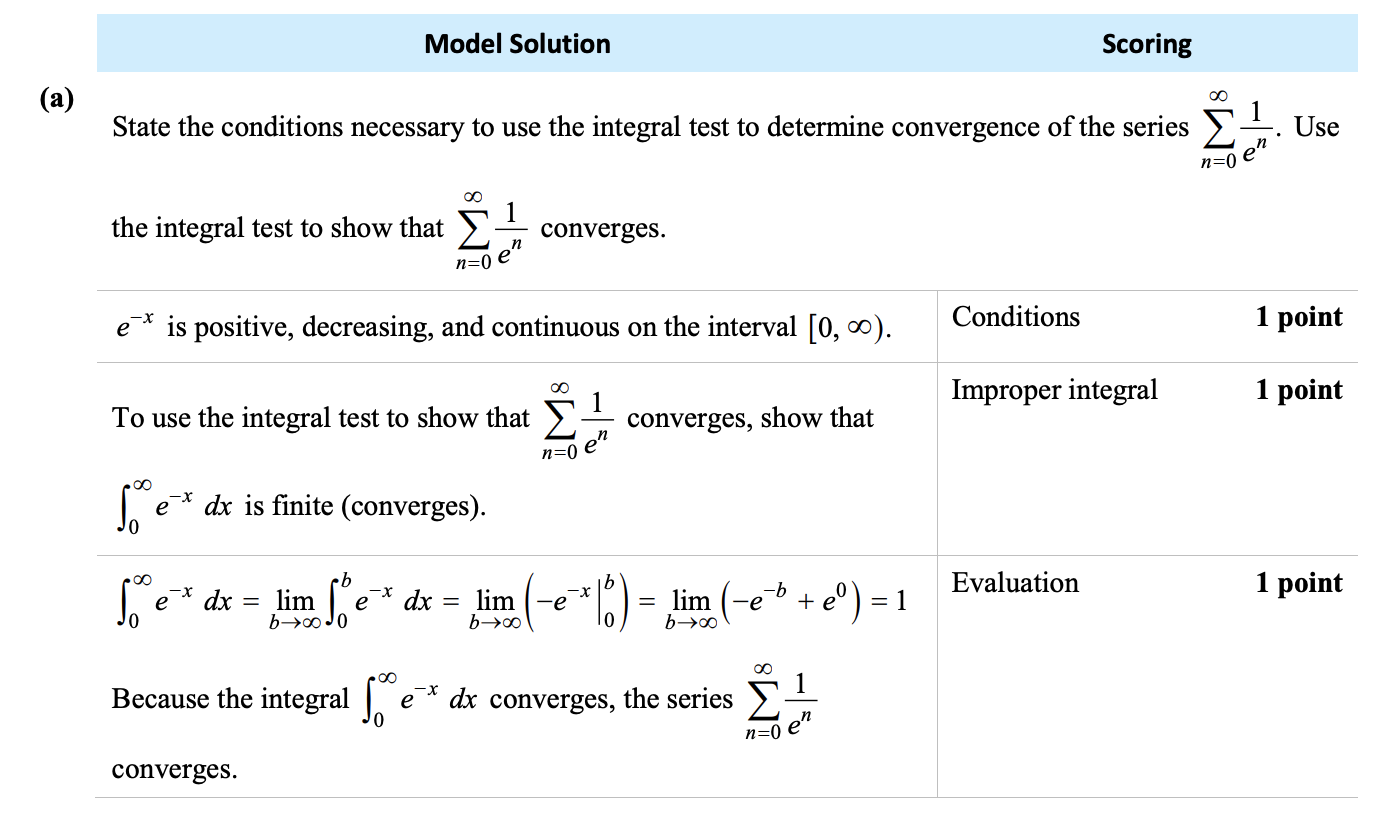 Model Solution Scoring
(a) State the conditions necessary to use the integral test to determine convergence of the series $\sum_{n=0}^{\infty} \frac{1}{e^n}$. Use
the integral test to show that $\sum_{n=0}^{\infty} \frac{1}{e^n}$ converges.
$e^{-x}$ is positive, decreasing, and continuous on the interval $[0, \infty)$. Conditions 1 point
To use the integral test to show that $\sum_{n=0}^{\infty} \frac{1}{e^n}$ converges, show that Improper integral 1 point
$\int_0^{\infty} e^{-x} \, dx$ is finite (converges).
$\int_0^{\infty} e^{-x} \, dx = \lim_{b \to \infty} \int_0^b e^{-x} \, dx = \lim_{b \to \infty} \left( -e^{-x} \Big|_0^b \right) = \lim_{b \to \infty} \left( -e^{-b} + e^0 \right) = 1$ Evaluation 1 point
Because the integral $\int_0^{\infty} e^{-x} \, dx$ converges, the series $\sum_{n=0}^{\infty} \frac{1}{e^n}$
converges.